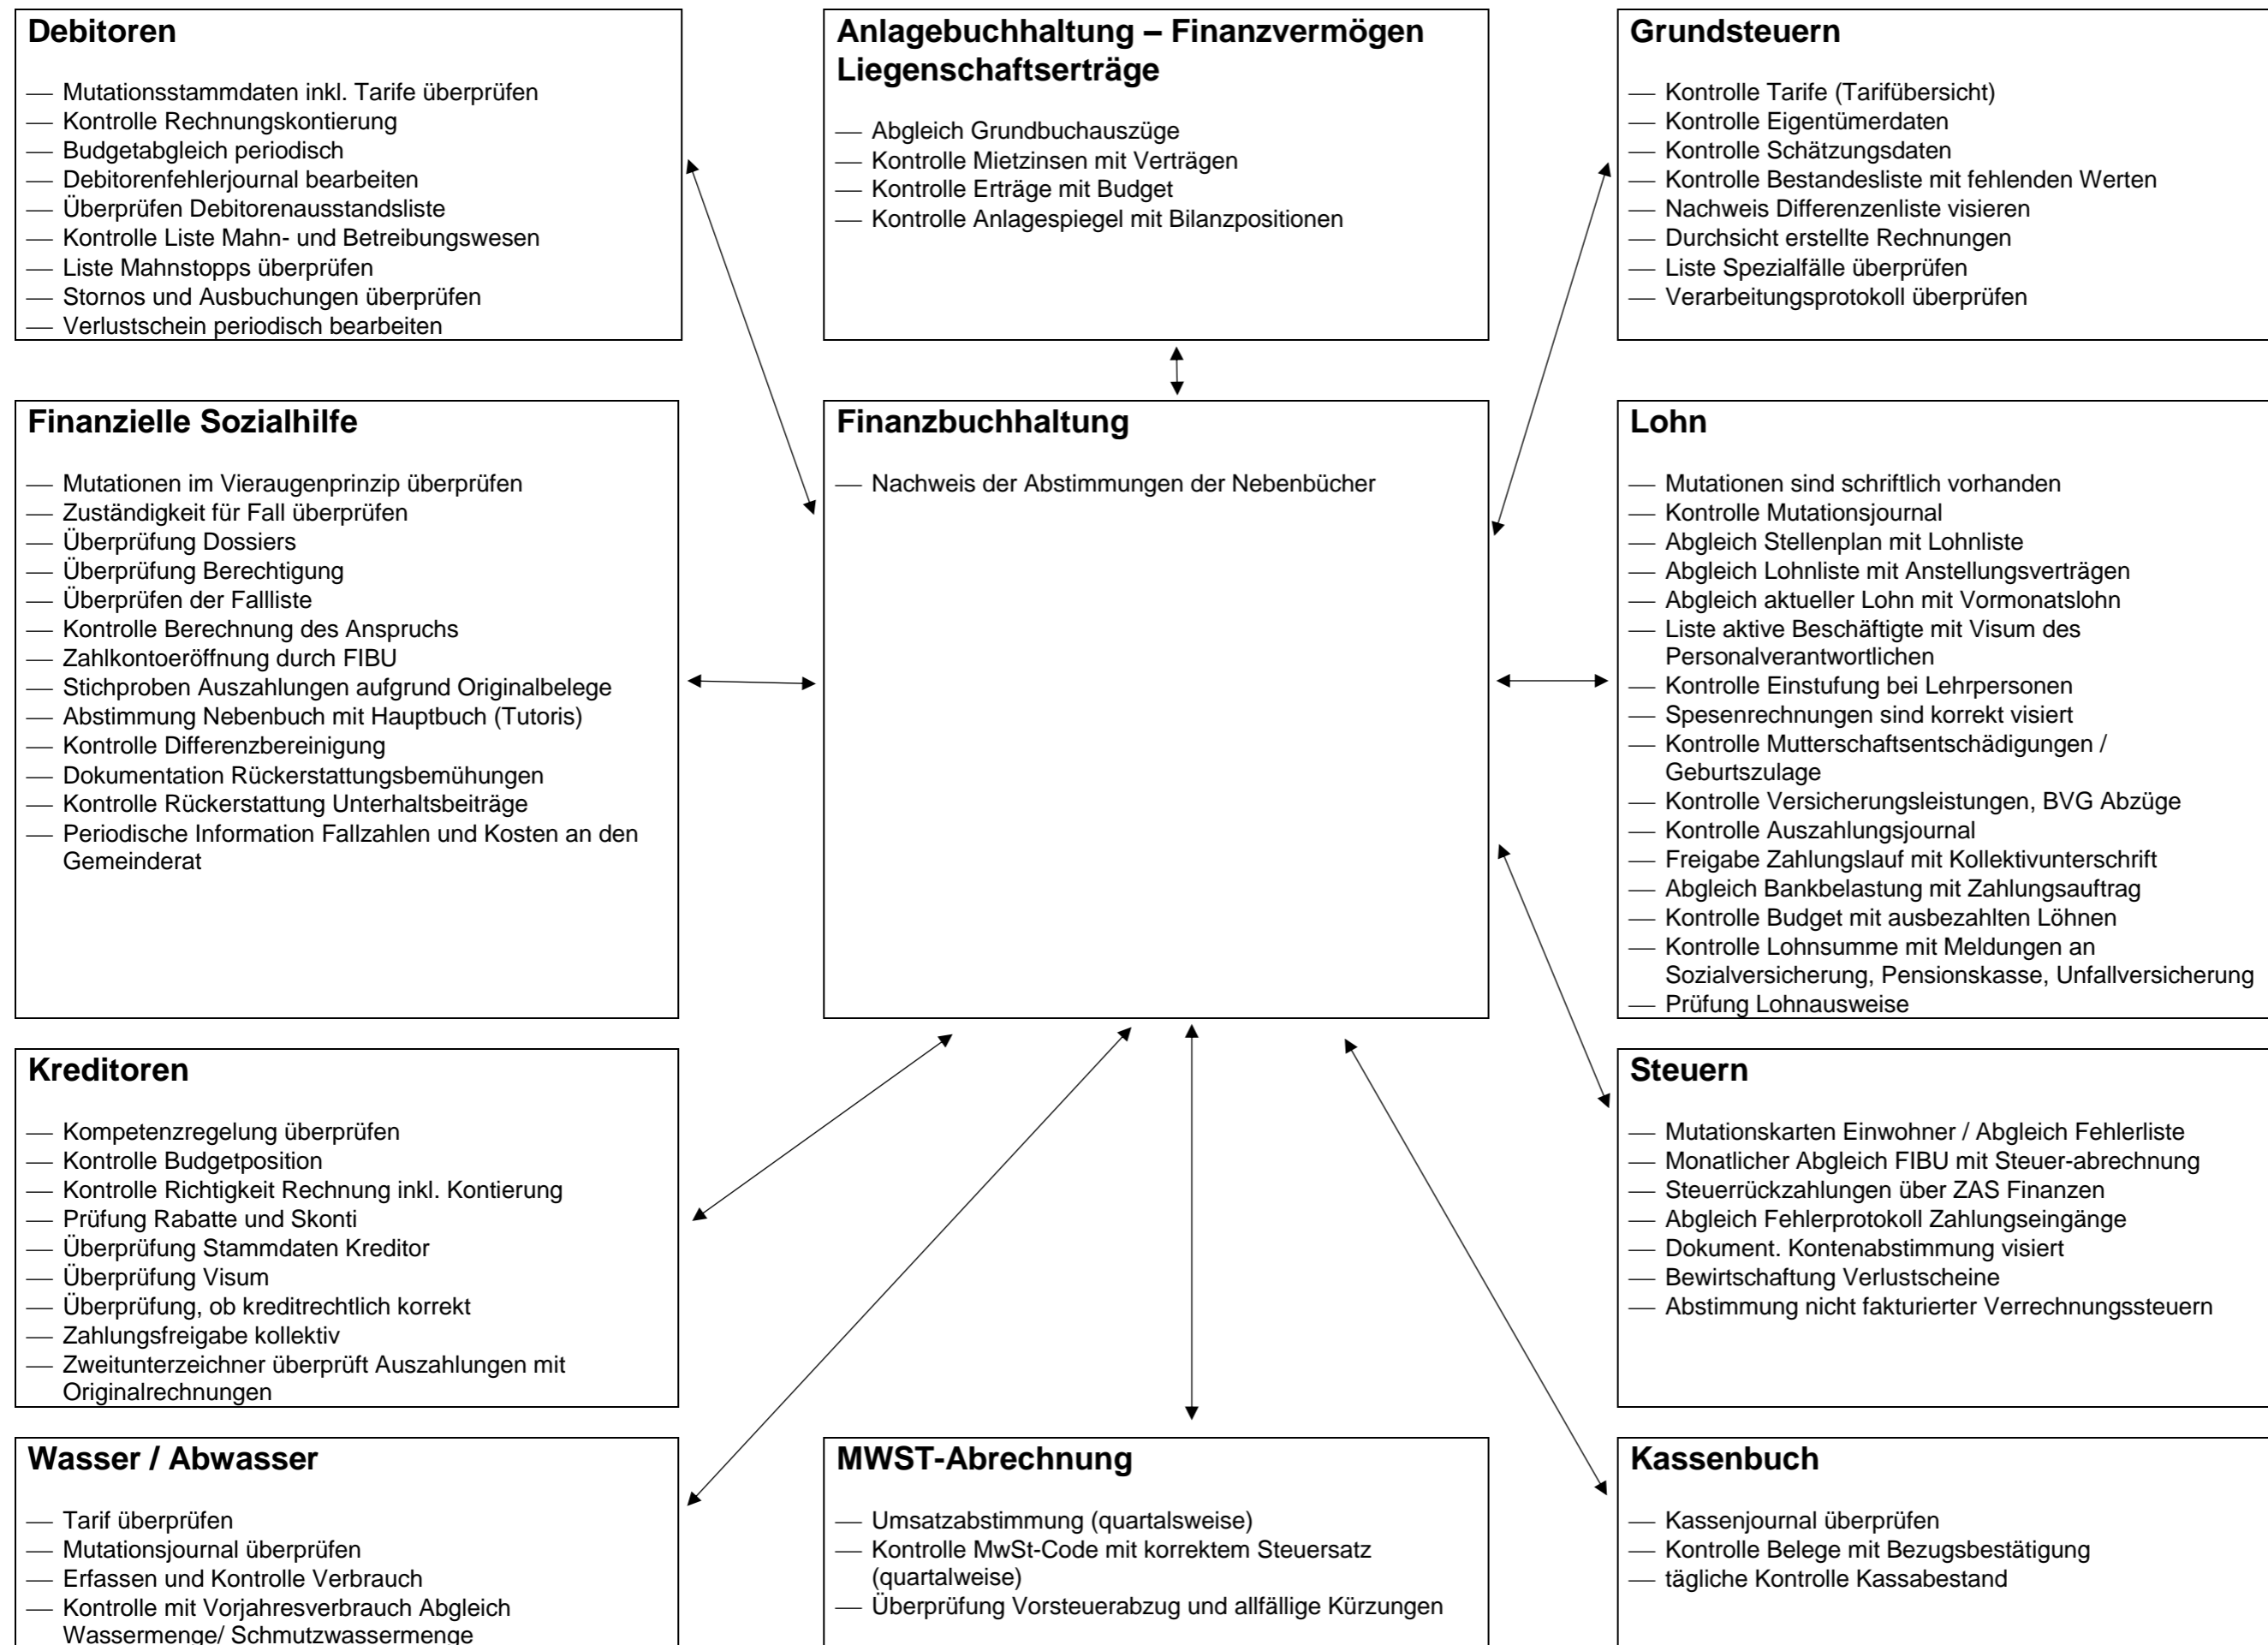 Debitoren
— Mutationsstammdaten inkl. Tarife überprüfen
— Kontrolle Rechnungskontierung
— Budgetabgleich periodisch
— Debitorenfehlerjournal bearbeiten
— Überprüfen Debitorenausstandsliste
— Kontrolle Liste Mahn- und Betreibungswesen
— Liste Mahnstopps überprüfen
— Stornos und Ausbuchungen überprüfen
— Verlustschein periodisch bearbeiten
Anlagebuchhaltung – Finanzvermögen
Liegenschaftserträge
— Abgleich Grundbuchauszüge
— Kontrolle Mietzinsen mit Verträgen
— Kontrolle Erträge mit Budget
— Kontrolle Anlagespiegel mit Bilanzpositionen
Grundsteuern
— Kontrolle Tarife (Tarifübersicht)
— Kontrolle Eigentümerdaten
— Kontrolle Schätzungsdaten
— Kontrolle Bestandesliste mit fehlenden Werten
— Nachweis Differenzenliste visieren
— Durchsicht erstellte Rechnungen
— Liste Spezialfälle überprüfen
— Verarbeitungsprotokoll überprüfen
Finanzielle Sozialhilfe
— Mutationen im Vieraugenprinzip überprüfen
— Zuständigkeit für Fall überprüfen
— Überprüfung Dossiers
— Überprüfung Berechtigung
— Überprüfen der Fallliste
— Kontrolle Berechnung des Anspruchs
— Zahlkontoeröffnung durch FIBU
— Stichproben Auszahlungen aufgrund Originalbelege
— Abstimmung Nebenbuch mit Hauptbuch (Tutoris)
— Kontrolle Differenzbereinigung
— Dokumentation Rückerstattungsbemühungen
— Kontrolle Rückerstattung Unterhaltsbeiträge
— Periodische Information Fallzahlen und Kosten an den
Gemeinderat
Finanzbuchhaltung
— Nachweis der Abstimmungen der Nebenbücher
Lohn
— Mutationen sind schriftlich vorhanden
— Kontrolle Mutationsjournal
— Abgleich Stellenplan mit Lohnliste
— Abgleich Lohnliste mit Anstellungsverträgen
— Abgleich aktueller Lohn mit Vormonatslohn
— Liste aktive Beschäftigte mit Visum des
Personalverantwortlichen
— Kontrolle Einstufung bei Lehrpersonen
— Spesenrechnungen sind korrekt visiert
— Kontrolle Mutterschaftsentschädigungen /
Geburtszulage
— Kontrolle Versicherungsleistungen, BVG Abzüge
— Kontrolle Auszahlungsjournal
— Freigabe Zahlungslauf mit Kollektivunterschrift
— Abgleich Bankbelastung mit Zahlungsauftrag
— Kontrolle Budget mit ausbezahlten Löhnen
— Kontrolle Lohnsumme mit Meldungen an
Sozialversicherung, Pensionskasse, Unfallversicherung
— Prüfung Lohnausweise
Kreditoren
— Kompetenzregelung überprüfen
— Kontrolle Budgetposition
— Kontrolle Richtigkeit Rechnung inkl. Kontierung
— Prüfung Rabatte und Skonti
— Überprüfung Stammdaten Kreditor
— Überprüfung Visum
— Überprüfung, ob kreditrechtlich korrekt
— Zahlungsfreigabe kollektiv
— Zweitunterzeichner überprüft Auszahlungen mit
Originalrechnungen
Steuern
— Mutationskarten Einwohner / Abgleich Fehlerliste
— Monatlicher Abgleich FIBU mit Steuer-abrechnung
— Steuerrückzahlungen über ZAS Finanzen
— Abgleich Fehlerprotokoll Zahlungseingänge
— Dokument. Kontenabstimmung visiert
— Bewirtschaftung Verlustscheine
— Abstimmung nicht fakturierter Verrechnungssteuern
Wasser / Abwasser
— Tarif überprüfen
— Mutationsjournal überprüfen
— Erfassen und Kontrolle Verbrauch
— Kontrolle mit Vorjahresverbrauch Abgleich
Wassermenge/ Schmutzwassermenge
MWST-Abrechnung
— Umsatzabstimmung (quartalsweise)
— Kontrolle MwSt-Code mit korrektem Steuersatz
(quartalweise)
— Überprüfung Vorsteuerabzug und allfällige Kürzungen
Kassenbuch
— Kassenjournal überprüfen
— Kontrolle Belege mit Bezugsbestätigung
— tägliche Kontrolle Kassabestand